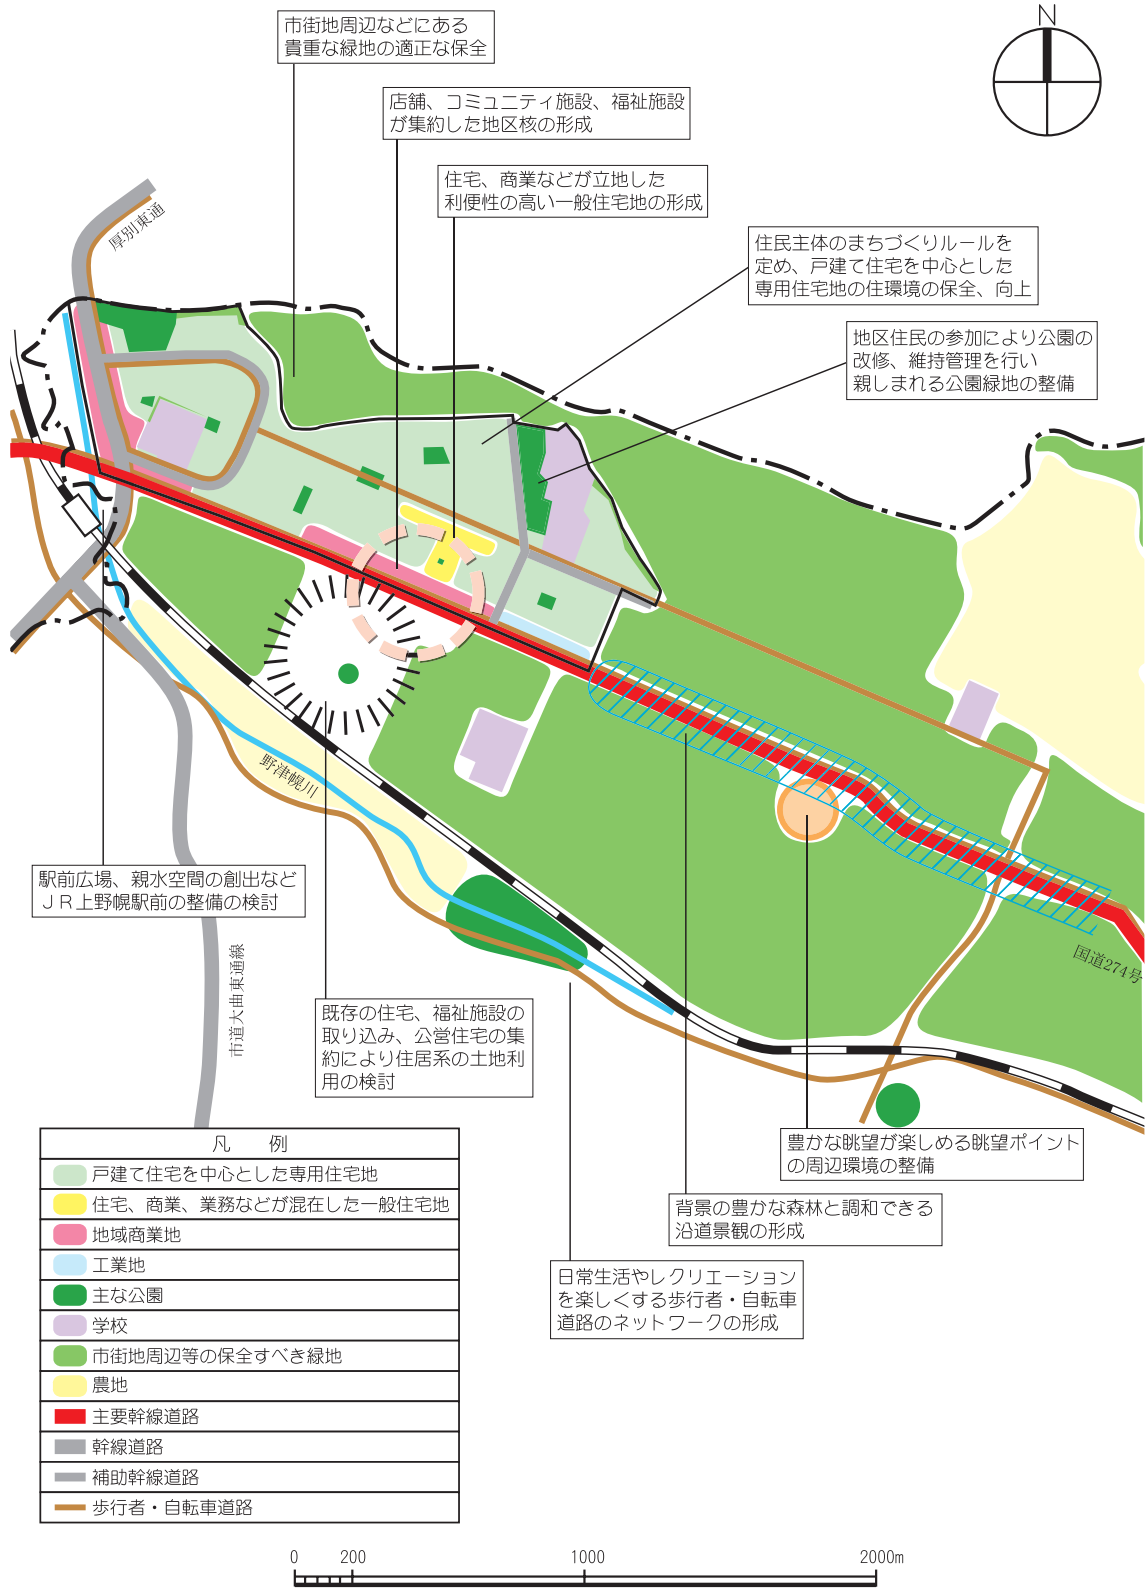 N
市街地周辺などにある
貴重な緑地の適正な保全
店舗、コミュニティ施設、福祉施設
が集約した地区核の形成
住宅、商業などが立地した
利便性の高い一般住宅地の形成
厚別東通
住民主体のまちづくりルールを
定め、戸建て住宅を中心とした
専用住宅地の住環境の保全、向上
地区住民の参加により公園の
改修、維持管理を行い
親しまれる公園緑地の整備
野津幌川
駅前広場、親水空間の創出など
JR上野幌駅前の整備の検討
市道大曲東通線
国道274号
既存の住宅、福祉施設の
取り込み、公営住宅の集
約により住居系の土地利
用の検討
豊かな眺望が楽しめる眺望ポイント
の周辺環境の整備
背景の豊かな森林と調和できる
沿道景観の形成
日常生活やレクリエーション
を楽しくする歩行者・自転車
道路のネットワークの形成
凡 例
戸建て住宅を中心とした専用住宅地
住宅、商業、業務などが混在した一般住宅地
地域商業地
工業地
主な公園
学校
市街地周辺等の保全すべき緑地
農地
主要幹線道路
幹線道路
補助幹線道路
歩行者・自転車道路
0 200 1000 2000m